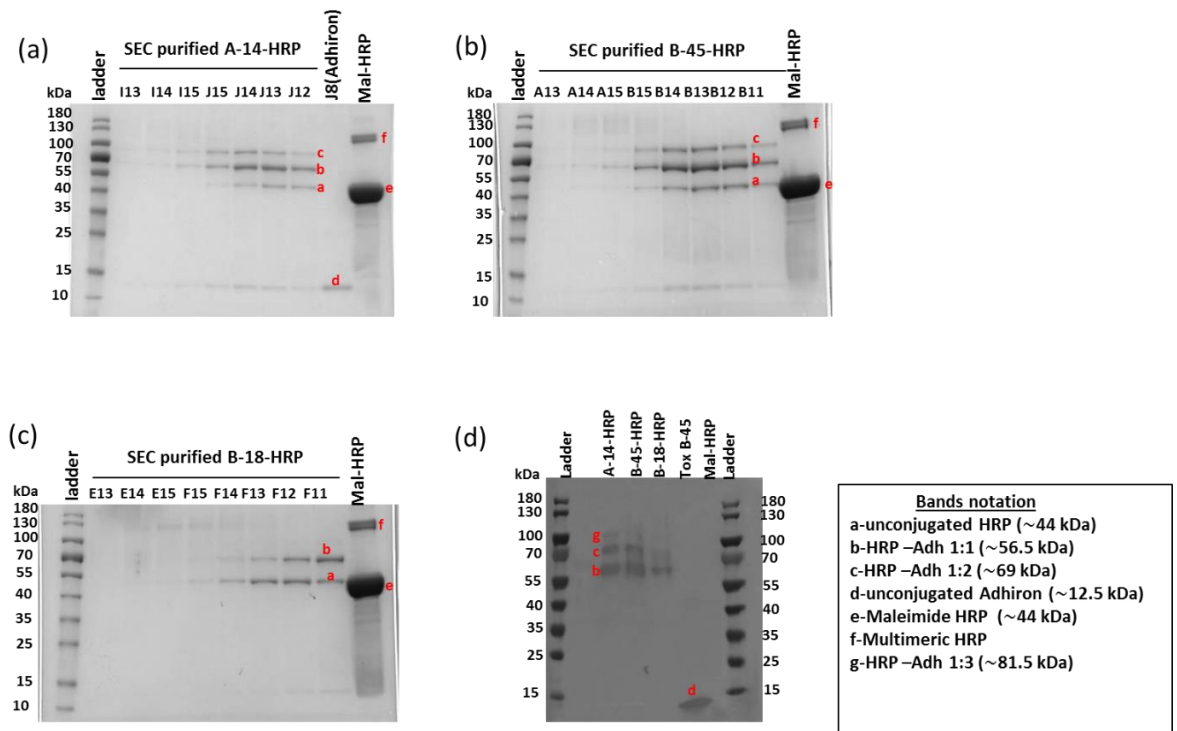 (a)
SEC purified A-14-HRP
ladder
J8(Adhiron)
Mal-HRP
kDa
I13 I14 I15 J15 J14 J13 J12
180
130
100
70
55
40
35
25
15
10
f
c
b
a
e
d
(b)
SEC purified B-45-HRP
ladder
Mal-HRP
kDa
A13 A14 A15 B15 B14 B13 B12 B11
180
130
100
70
55
40
35
25
15
10
f
c
b
a
e
(c)
SEC purified B-18-HRP
ladder
Mal-HRP
kDa
E13 E14 E15 F15 F14 F13 F12 F11
180
130
100
70
55
40
35
25
15
10
f
b
a
e
(d)
Ladder
A-14-HRP
B-45-HRP
B-18-HRP
Tox B-45
Mal-HRP
Ladder
kDa
180
130
100
70
55
40
35
25
15
g
c
b
d
180
130
100
70
55
40
35
25
15
Bands notation
a-unconjugated HRP (~44 kDa)
b-HRP –Adh 1:1 (~56.5 kDa)
c-HRP –Adh 1:2 (~69 kDa)
d-unconjugated Adhiron (~12.5 kDa)
e-Maleimide HRP (~44 kDa)
f-Multimeric HRP
g-HRP –Adh 1:3 (~81.5 kDa)